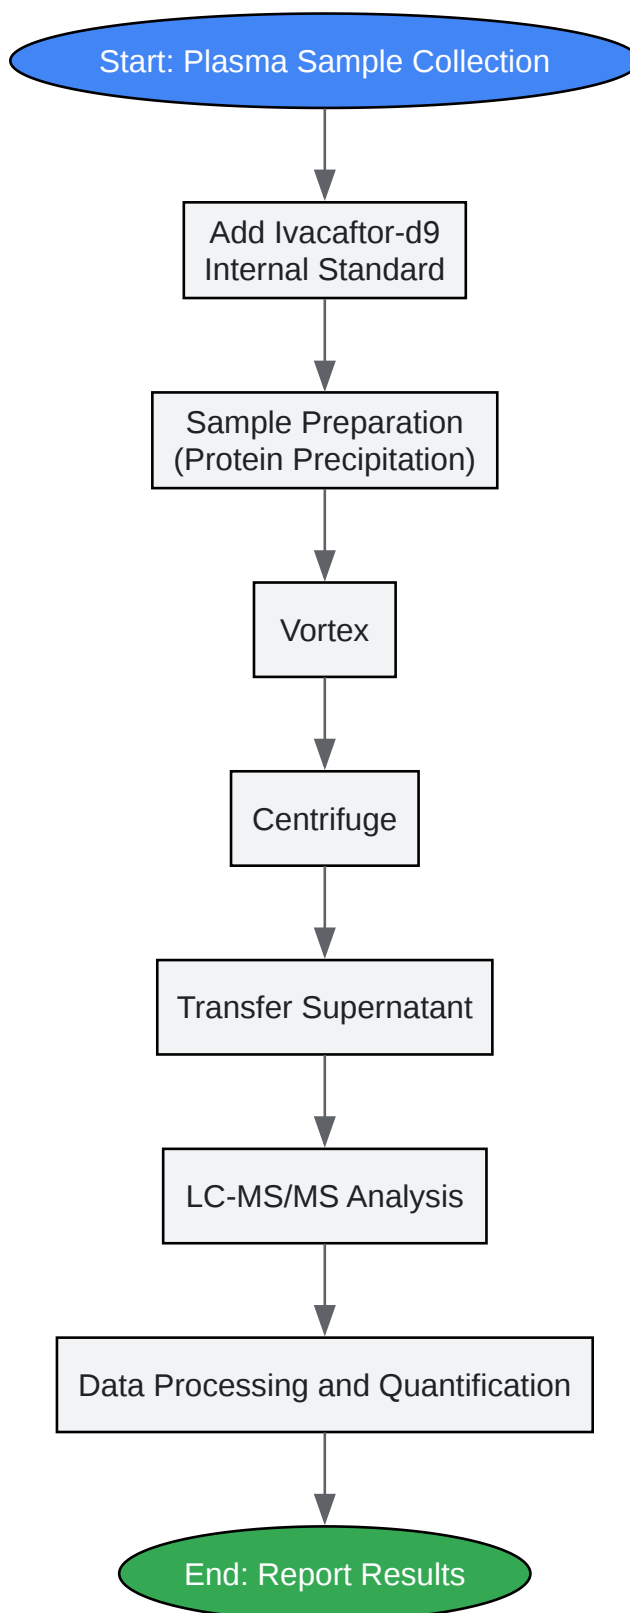 Start: Plasma Sample Collection
Add Ivacaftor-d9
Internal Standard
Sample Preparation
(Protein Precipitation)
Vortex
Centrifuge
Transfer Supernatant
LC-MS/MS Analysis
Data Processing and Quantification
End: Report Results